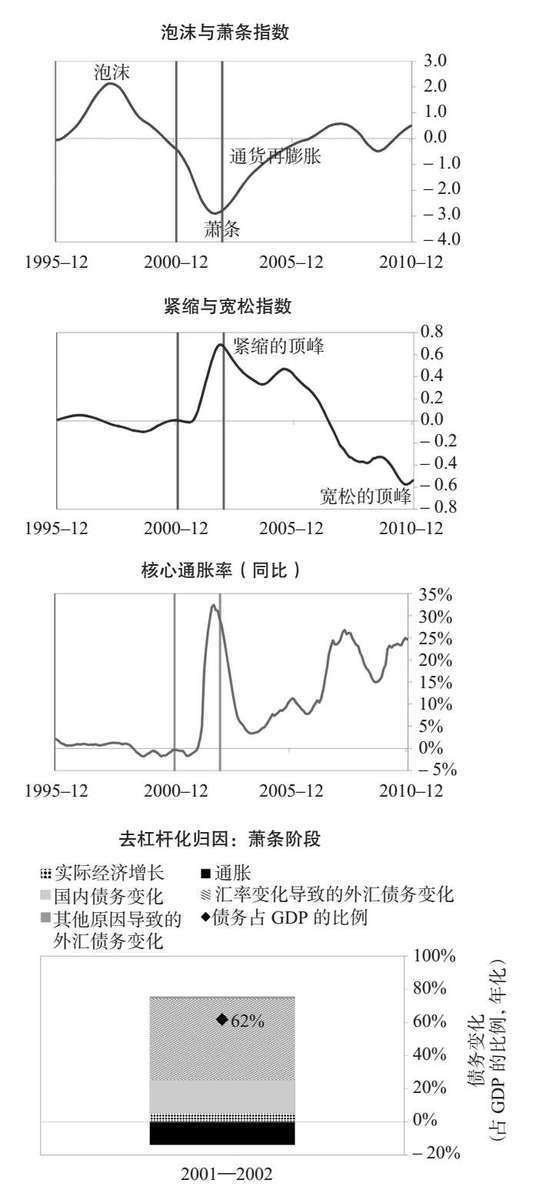 泡沫与萧条指数
泡沫
3.0
2.0
1.0
0.0
-1.0
-2.0
-3.0
-4.0
通货再膨胀
萧条
1995–12 2000–12 2005–12 2010–12
紧缩与宽松指数
紧缩的顶峰
0.8
0.6
0.4
0.2
0.0
-0.2
-0.4
-0.6
-0.8
宽松的顶峰
1995–12 2000–12 2005–12 2010–12
核心通胀率（同比）
35%
30%
25%
20%
15%
10%
5%
0%
-5%
1995–12 2000–12 2005–12 2010–12
去杠杆化归因：萧条阶段
实际经济增长 通胀
国内债务变化 汇率变化导致的外汇债务变化
其他原因导致的 债务占 GDP 的比例
外汇债务变化
100%
80%
60%
40%
20%
0%
-20%
62%
债务变化
（占 GDP 的比例，年化）
2001—2002